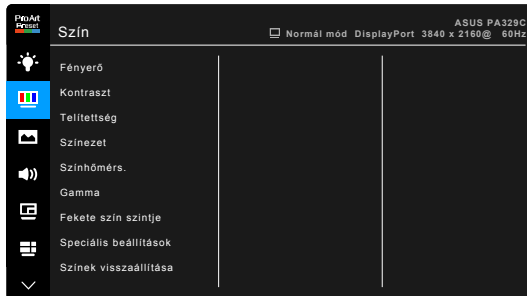 ProArt
Preset
Szín
ASUS PA329C
Normál mód DisplayPort 3840 x 2160@ 60Hz
Fényerő
Kontraszt
Telítettség
Színezet
Színhőmérs.
Gamma
Fekete szín szintje
Speciális beállítások
Színek visszaállítása